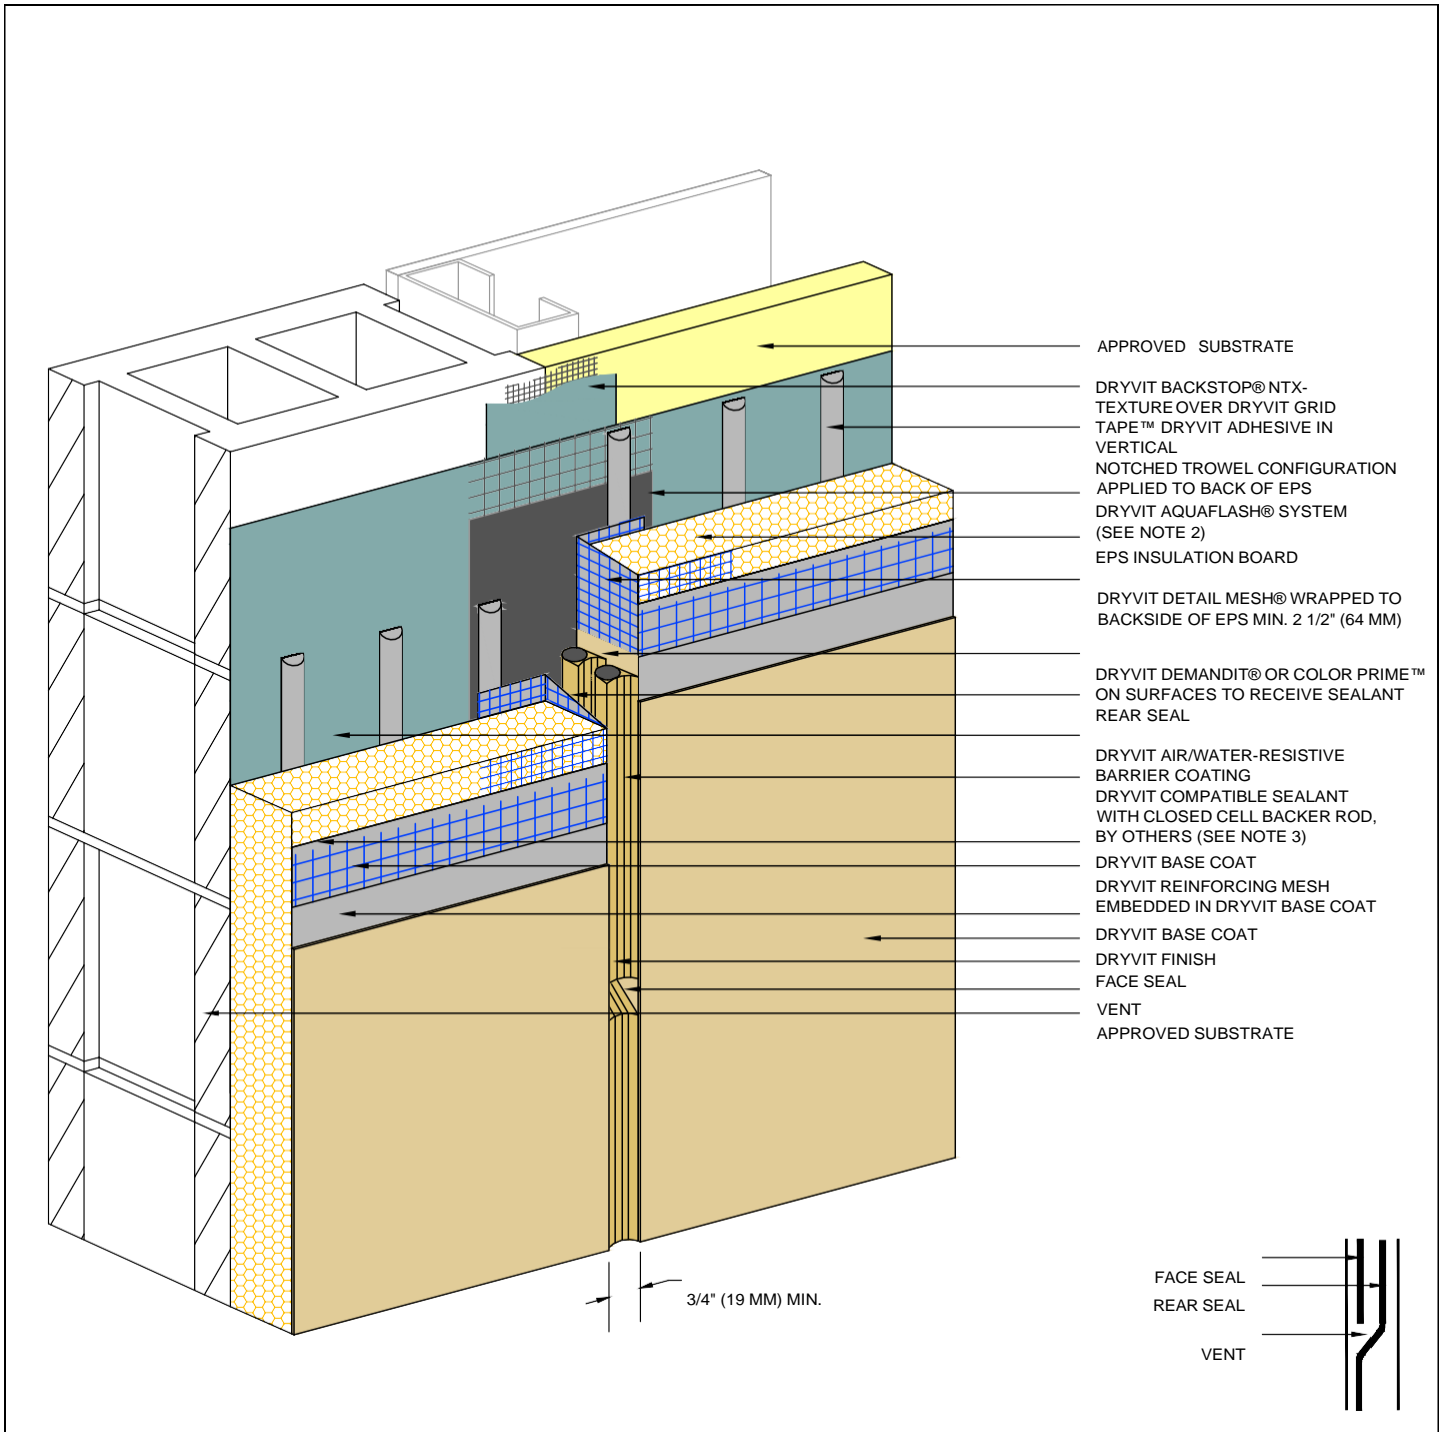 APPROVED SUBSTRATE
DRYVIT BACKSTOP® NTX-
TEXTURE OVER DRYVIT GRID
TAPE™ DRYVIT ADHESIVE IN
VERTICAL
NOTCHED TROWEL CONFIGURATION
APPLIED TO BACK OF EPS
DRYVIT AQUAFLASH® SYSTEM
(SEE NOTE 2)
EPS INSULATION BOARD
DRYVIT DETAIL MESH® WRAPPED TO
BACKSIDE OF EPS MIN. 2 1/2" (64 MM)
DRYVIT DEMANDIT® OR COLOR PRIME™
ON SURFACES TO RECEIVE SEALANT
REAR SEAL
DRYVIT AIR/WATER-RESISTIVE
BARRIER COATING
DRYVIT COMPATIBLE SEALANT
WITH CLOSED CELL BACKER ROD,
BY OTHERS (SEE NOTE 3)
DRYVIT BASE COAT
DRYVIT REINFORCING MESH
EMBEDDED IN DRYVIT BASE COAT
DRYVIT BASE COAT
DRYVIT FINISH
FACE SEAL
VENT
APPROVED SUBSTRATE
3/4" (19 MM) MIN.
FACE SEAL
REAR SEAL
VENT